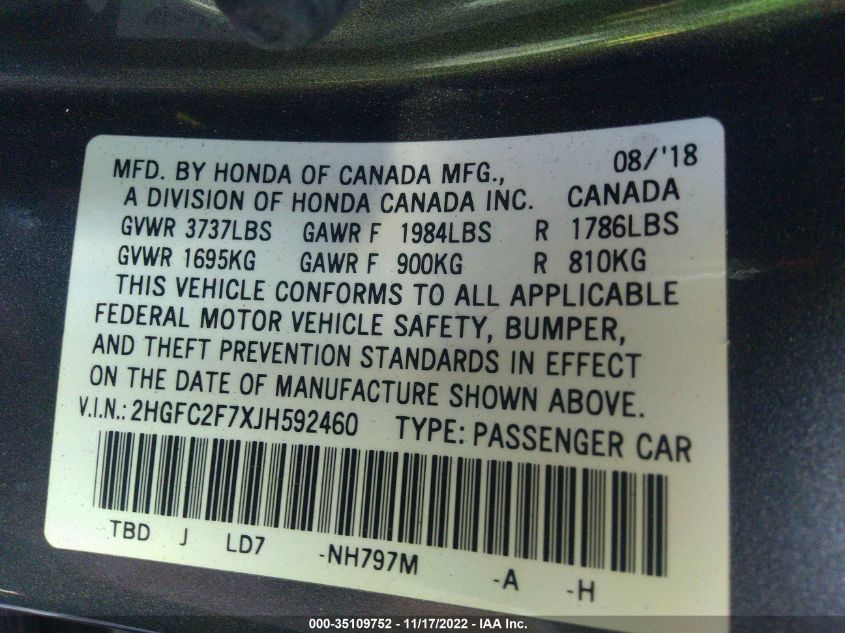 MFD. BY HONDA OF CANADA MFG., 08/'18
A DIVISION OF HONDA CANADA INC. CANADA
GVWR 3737LBS GAWR F 1984LBS R 1786LBS
GVWR 1695KG GAWR F 900KG R 810KG
THIS VEHICLE CONFORMS TO ALL APPLICABLE
FEDERAL MOTOR VEHICLE SAFETY, BUMPER,
AND THEFT PREVENTION STANDARDS IN EFFECT
ON THE DATE OF MANUFACTURE SHOWN ABOVE.
V.I.N.: 2HGFC2F7XJH592460 TYPE: PASSENGER CAR
TBD J LD7 -NH797M -A -H
000-35109752 - 11/17/2022 - IAA Inc.